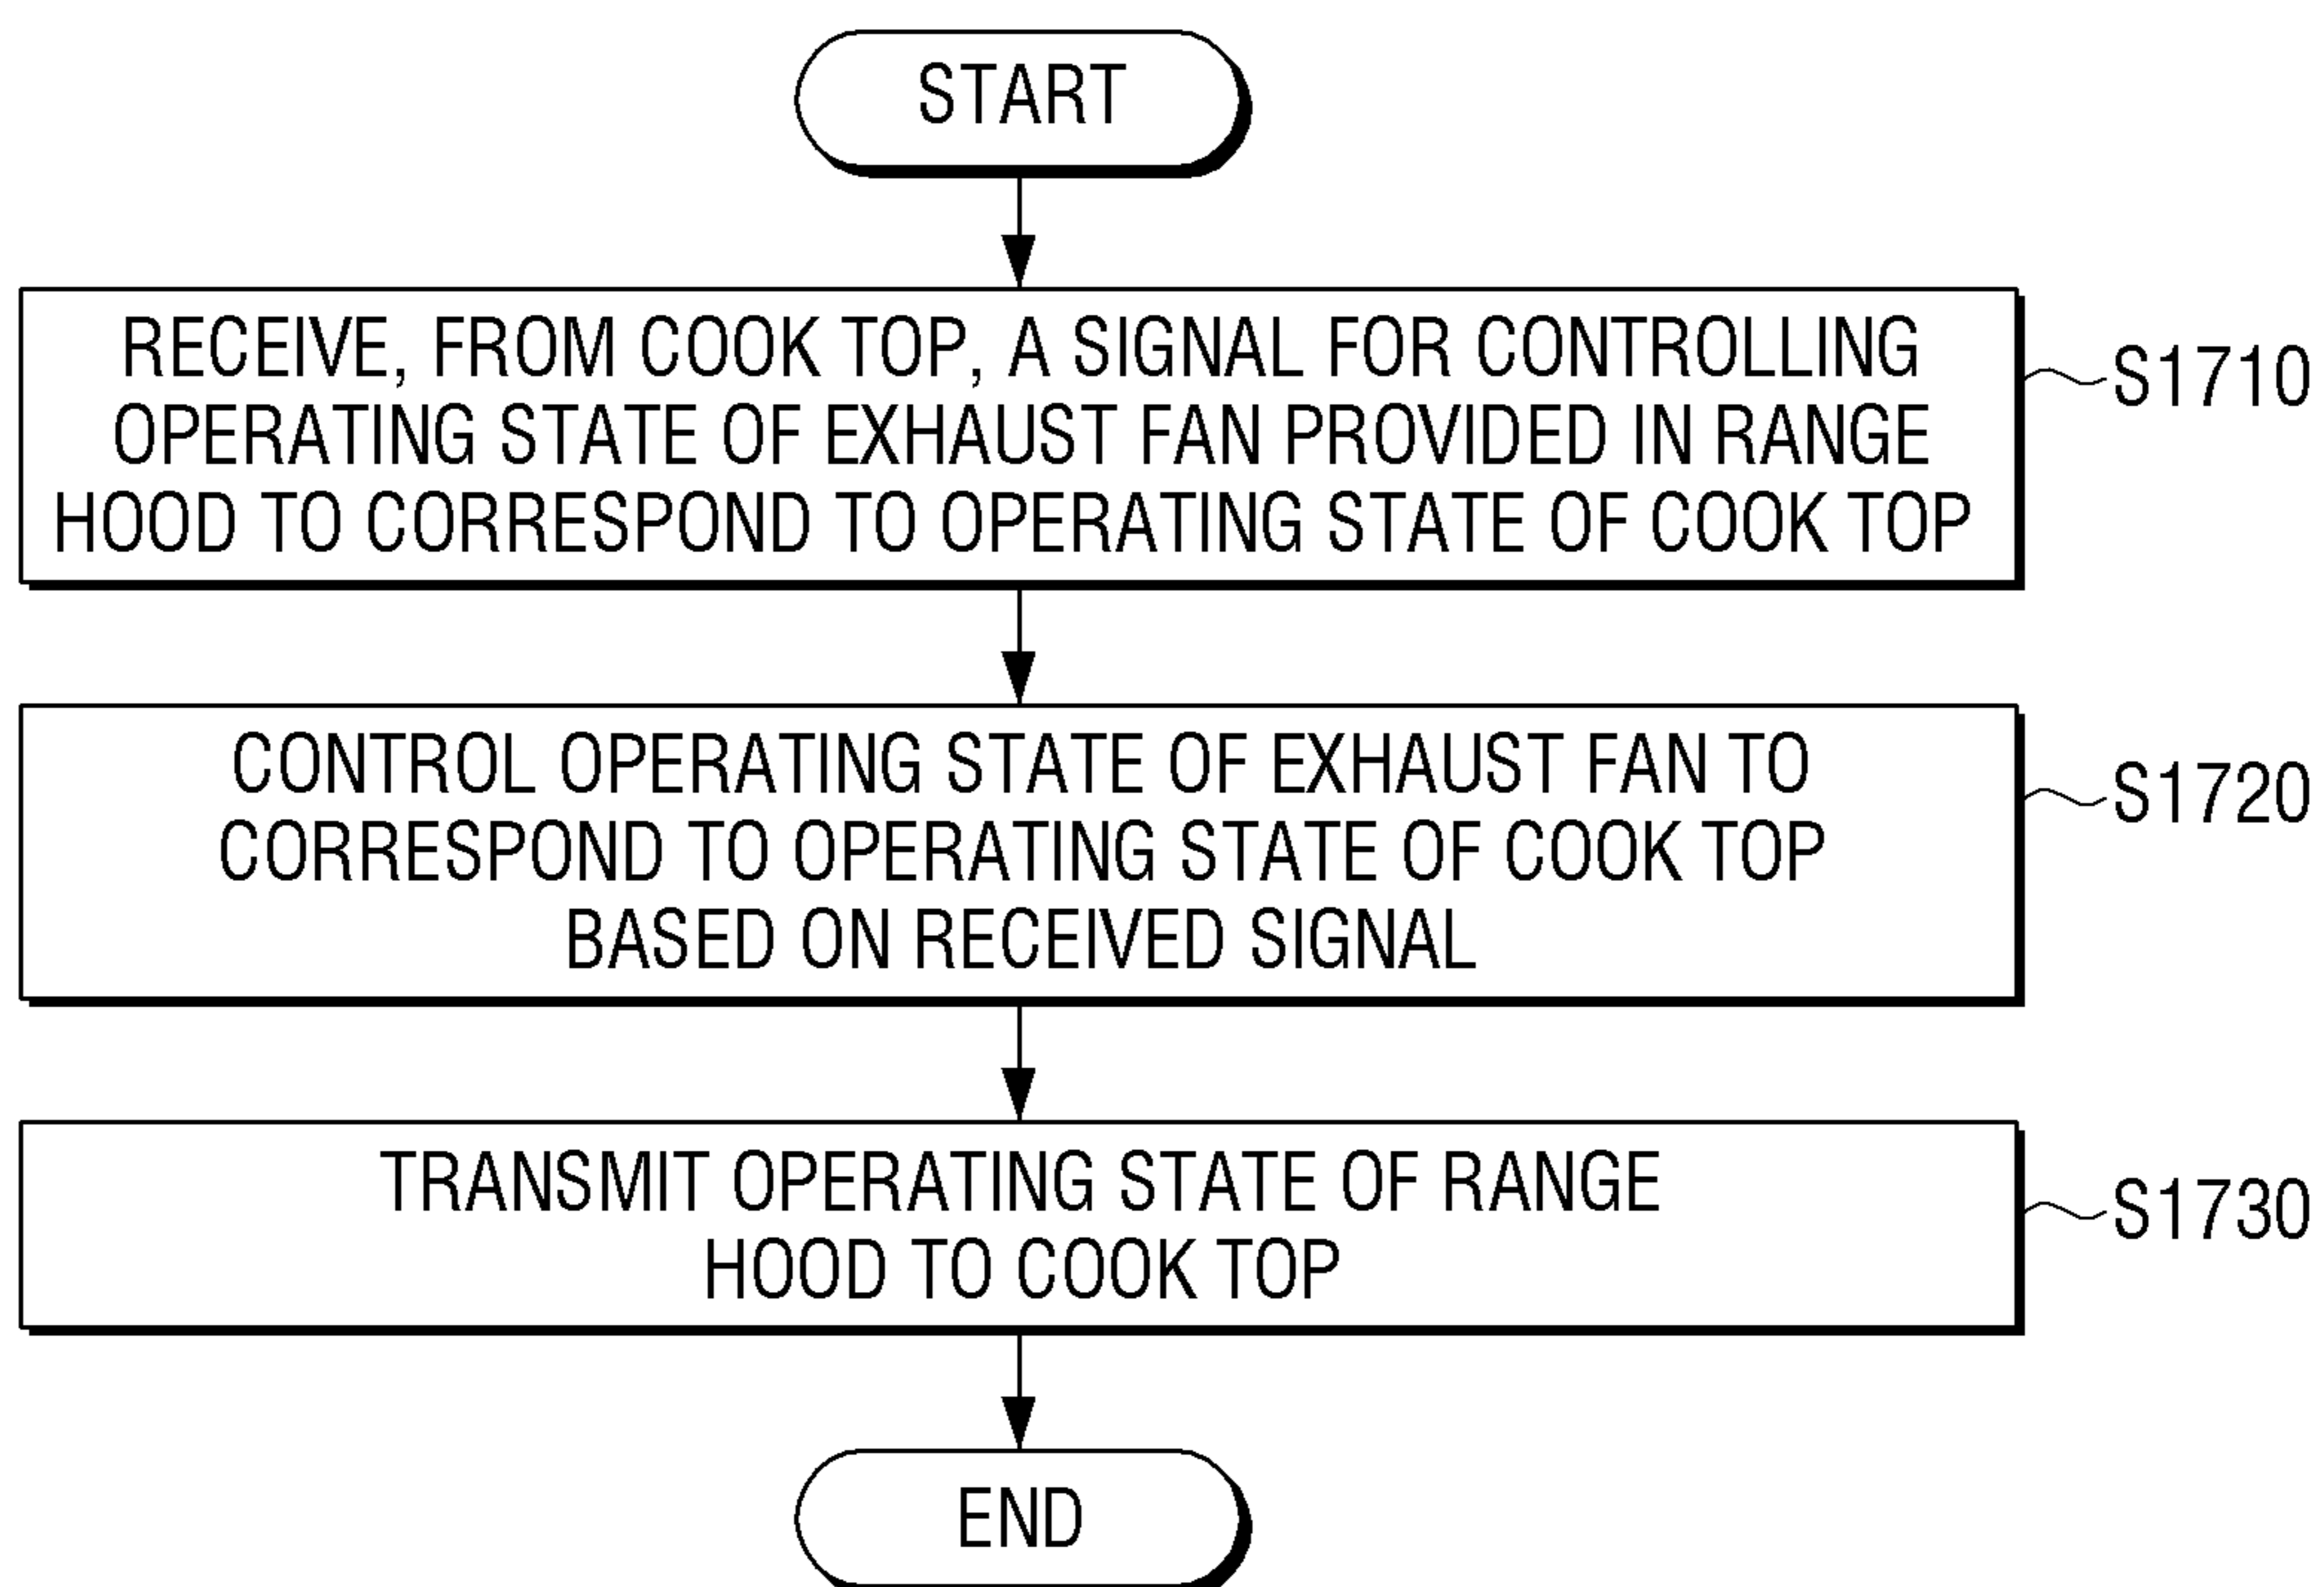 START
RECEIVE, FROM COOK TOP, A SIGNAL FOR CONTROLLING
OPERATING STATE OF EXHAUST FAN PROVIDED IN RANGE
HOOD TO CORRESPOND TO OPERATING STATE OF COOK TOP
S1710
CONTROL OPERATING STATE OF EXHAUST FAN TO
CORRESPOND TO OPERATING STATE OF COOK TOP
BASED ON RECEIVED SIGNAL
S1720
TRANSMIT OPERATING STATE OF RANGE
HOOD TO COOK TOP
S1730
END